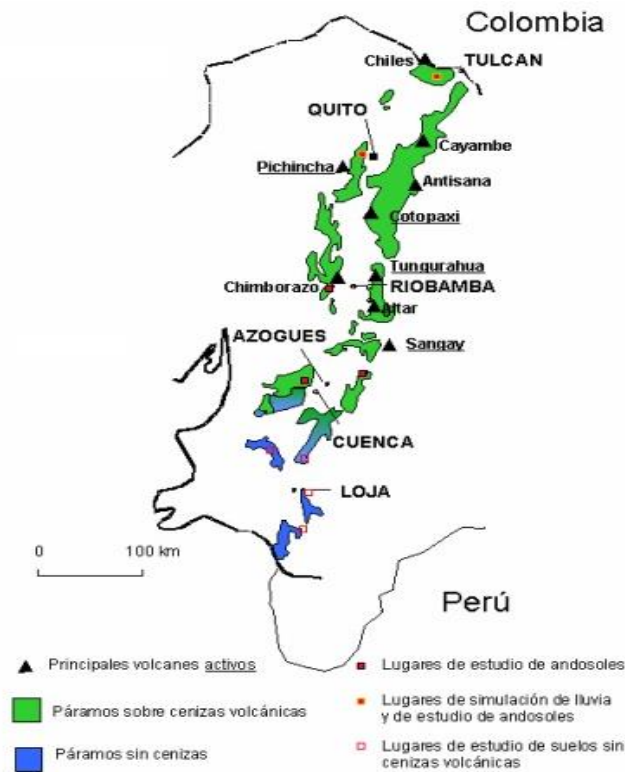 Colombia
Chiles
TULCAN
QUITO
Cayambe
Pichincha
Antisana
Cotopaxi
Tungurahua
Chimborazo
RIOBAMBA
Altar
AZOGUES
Sangay
CUENCA
LOJA
0 100 km
Perú
Principales volcanes activos
Páramos sobre cenizas volcánicas
Páramos sin cenizas
Lugares de estudio de andosoles
Lugares de simulación de lluvia
y de estudio de andosoles
Lugares de estudio de suelos sin
cenizas volcánicas